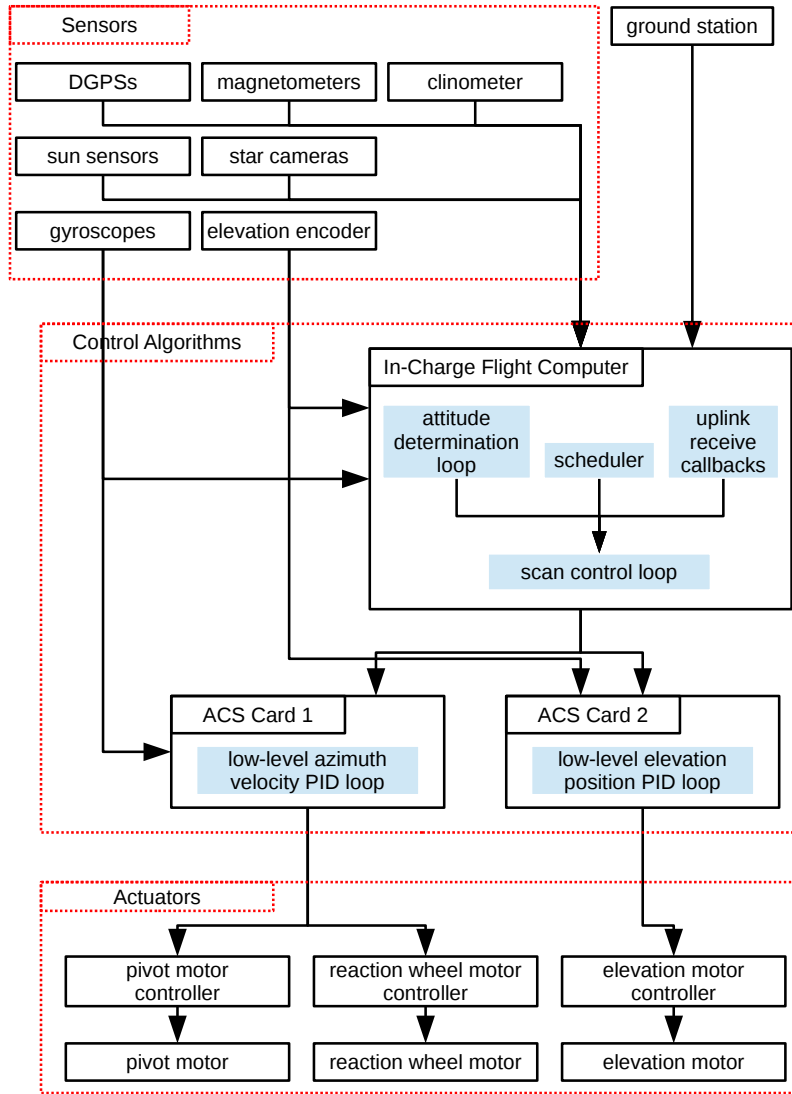 Sensors
ground station
DGPSs
magnetometers
clinometer
sun sensors
star cameras
gyroscopes
elevation encoder
Control Algorithms
In-Charge Flight Computer
attitude
determination
loop
scheduler
uplink
receive
callbacks
scan control loop
ACS Card 1
low-level azimuth
velocity PID loop
ACS Card 2
low-level elevation
position PID loop
Actuators
pivot motor
controller
reaction wheel motor
controller
elevation motor
controller
pivot motor
reaction wheel motor
elevation motor